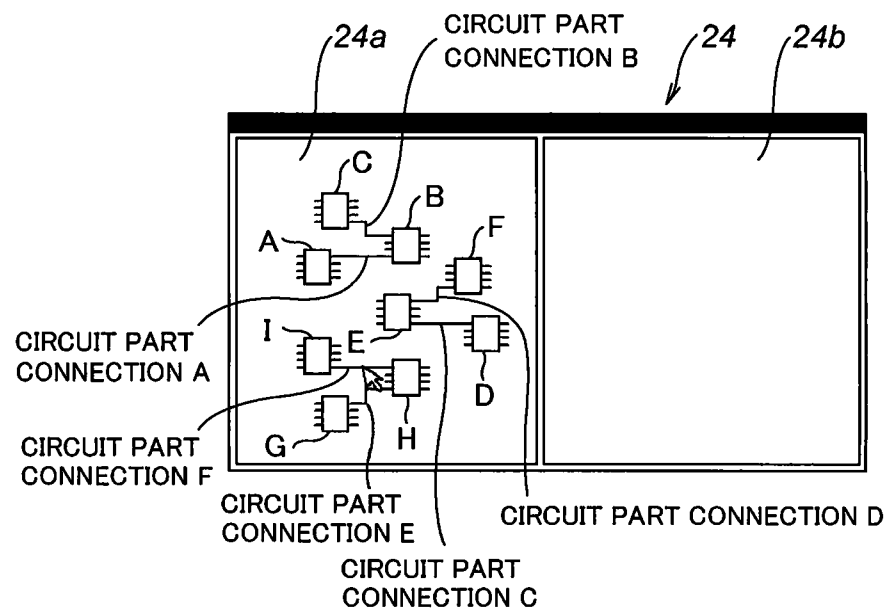 24a
CIRCUIT PART
CONNECTION B
24
24b
C
B
A
F
CIRCUIT PART
CONNECTION A
I
E
D
G
H
CIRCUIT PART
CONNECTION F
CIRCUIT PART
CONNECTION E
CIRCUIT PART CONNECTION D
CIRCUIT PART
CONNECTION C